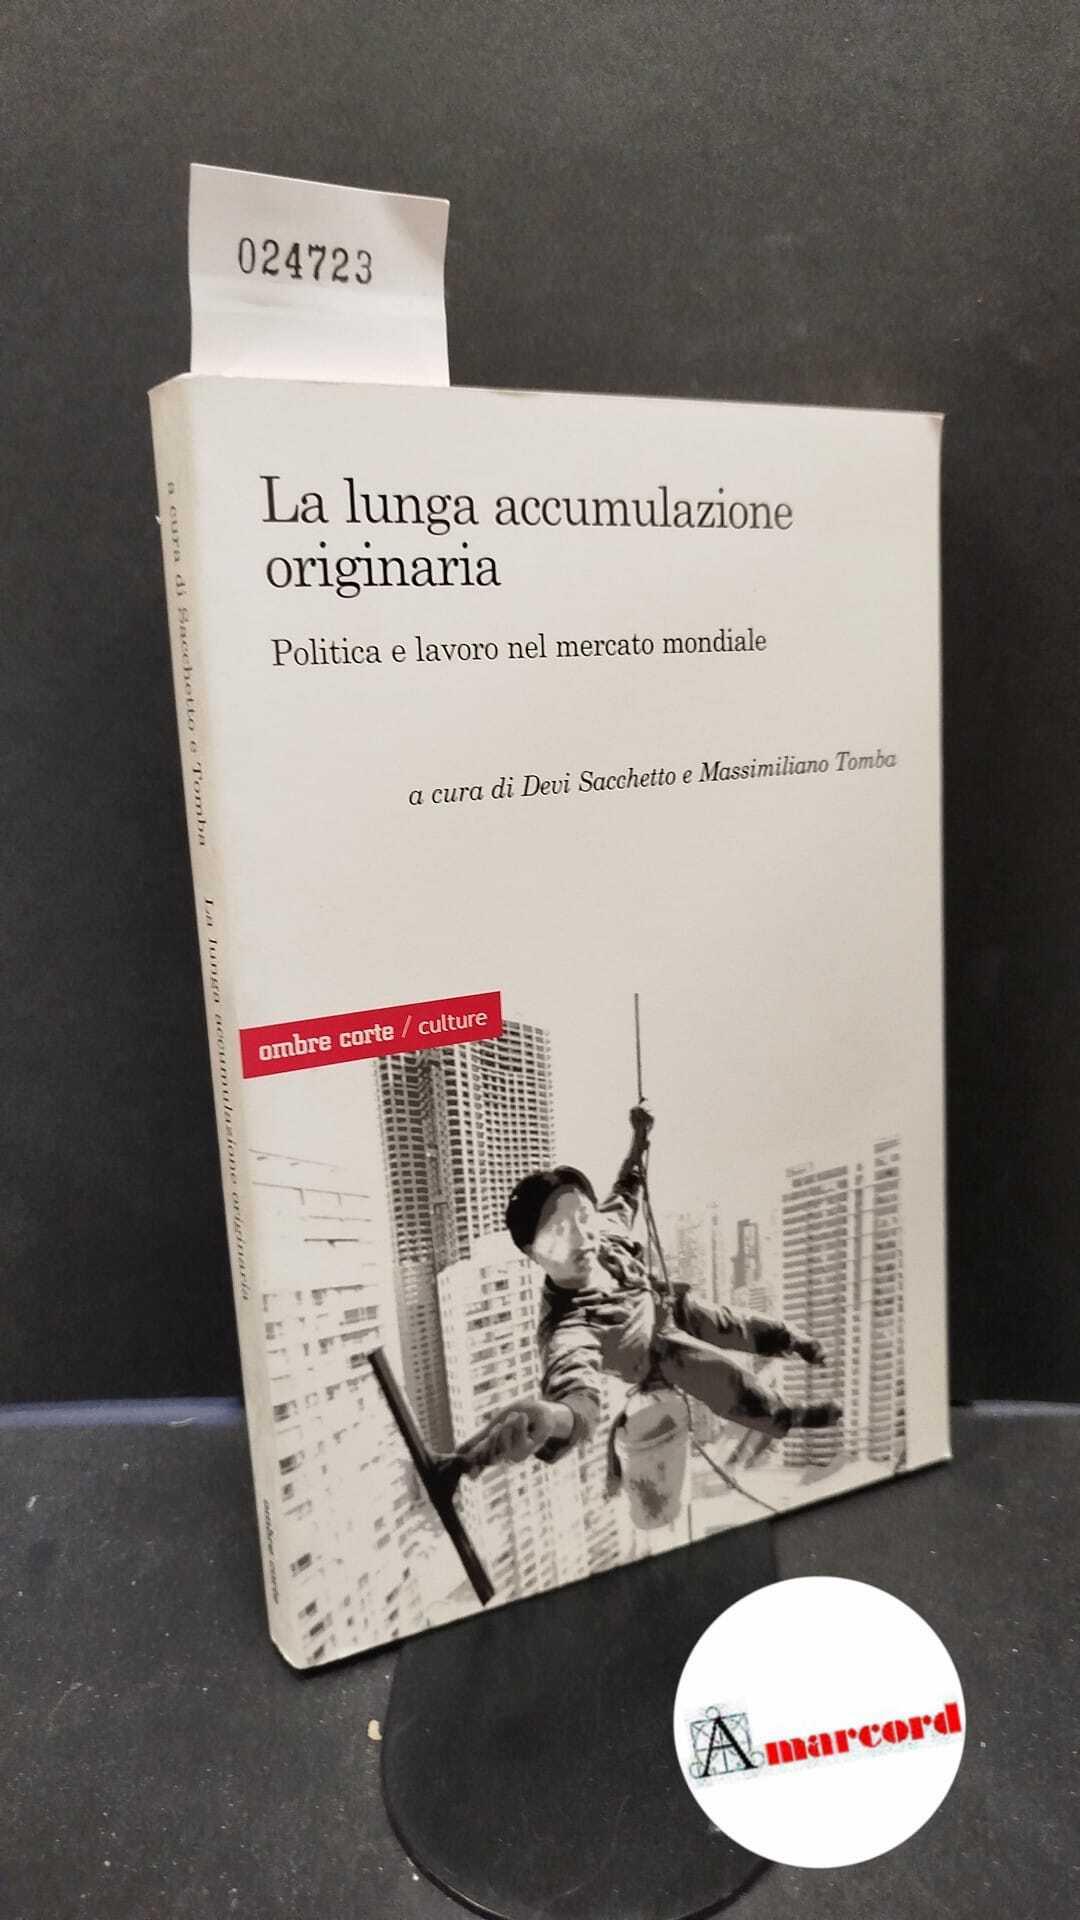 024723
La lunga accumulazione
originaria
Politica e lavoro nel mercato mondiale
a cura di Devi Sacchetto e Massimiliano Tomba
ombre corte / culture
a cura di Sacchetto e Tomba La lunga accumulazione originaria
ombre corte
Amarcord